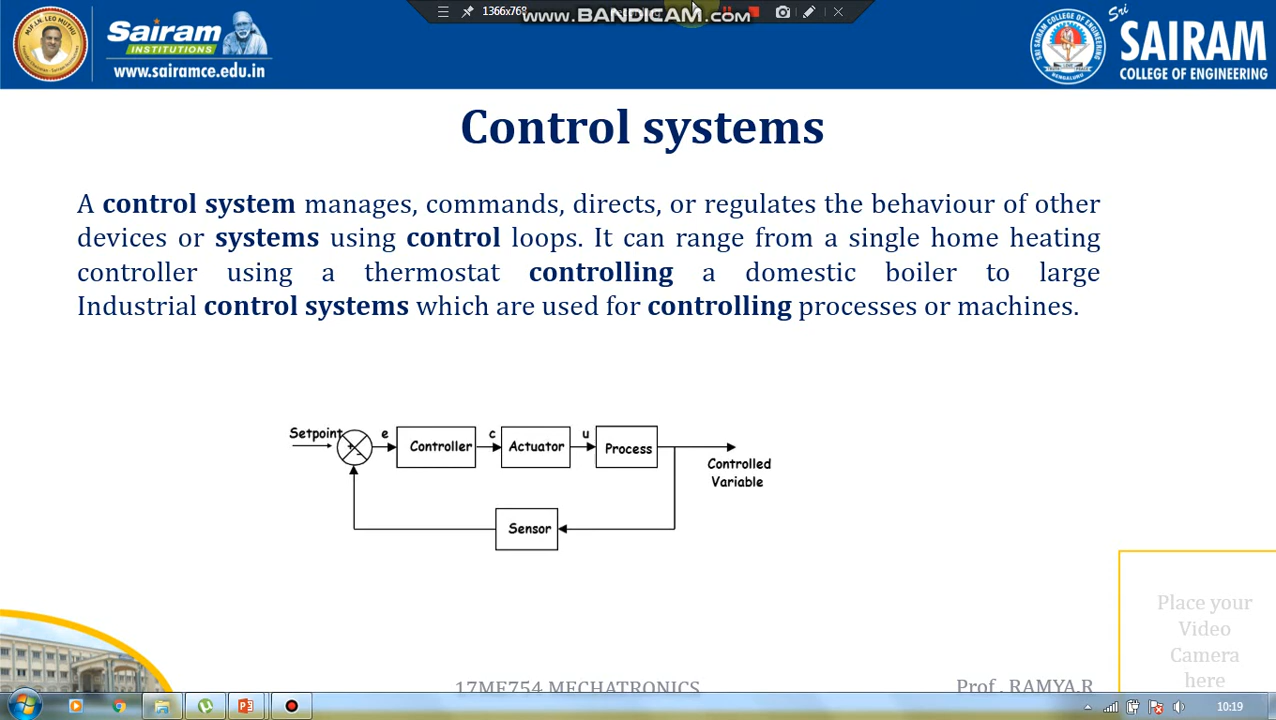 1366x768
www.BANDICAM.com
Sairam
INSTITUTIONS
www.sairamce.edu.in
Sri
SAIRAM
COLLEGE OF ENGINEERING
Control systems
A control system manages, commands, directs, or regulates the behaviour of other
devices or systems using control loops. It can range from a single home heating
controller using a thermostat controlling a domestic boiler to large
Industrial control systems which are used for controlling processes or machines.
Setpoint
+
-
e
Controller
c
Actuator
u
Process
Controlled
Variable
Sensor
Place your
Video
Camera
here
17ME754 MECHATRONICS
Prof. RAMYA.R
10:19